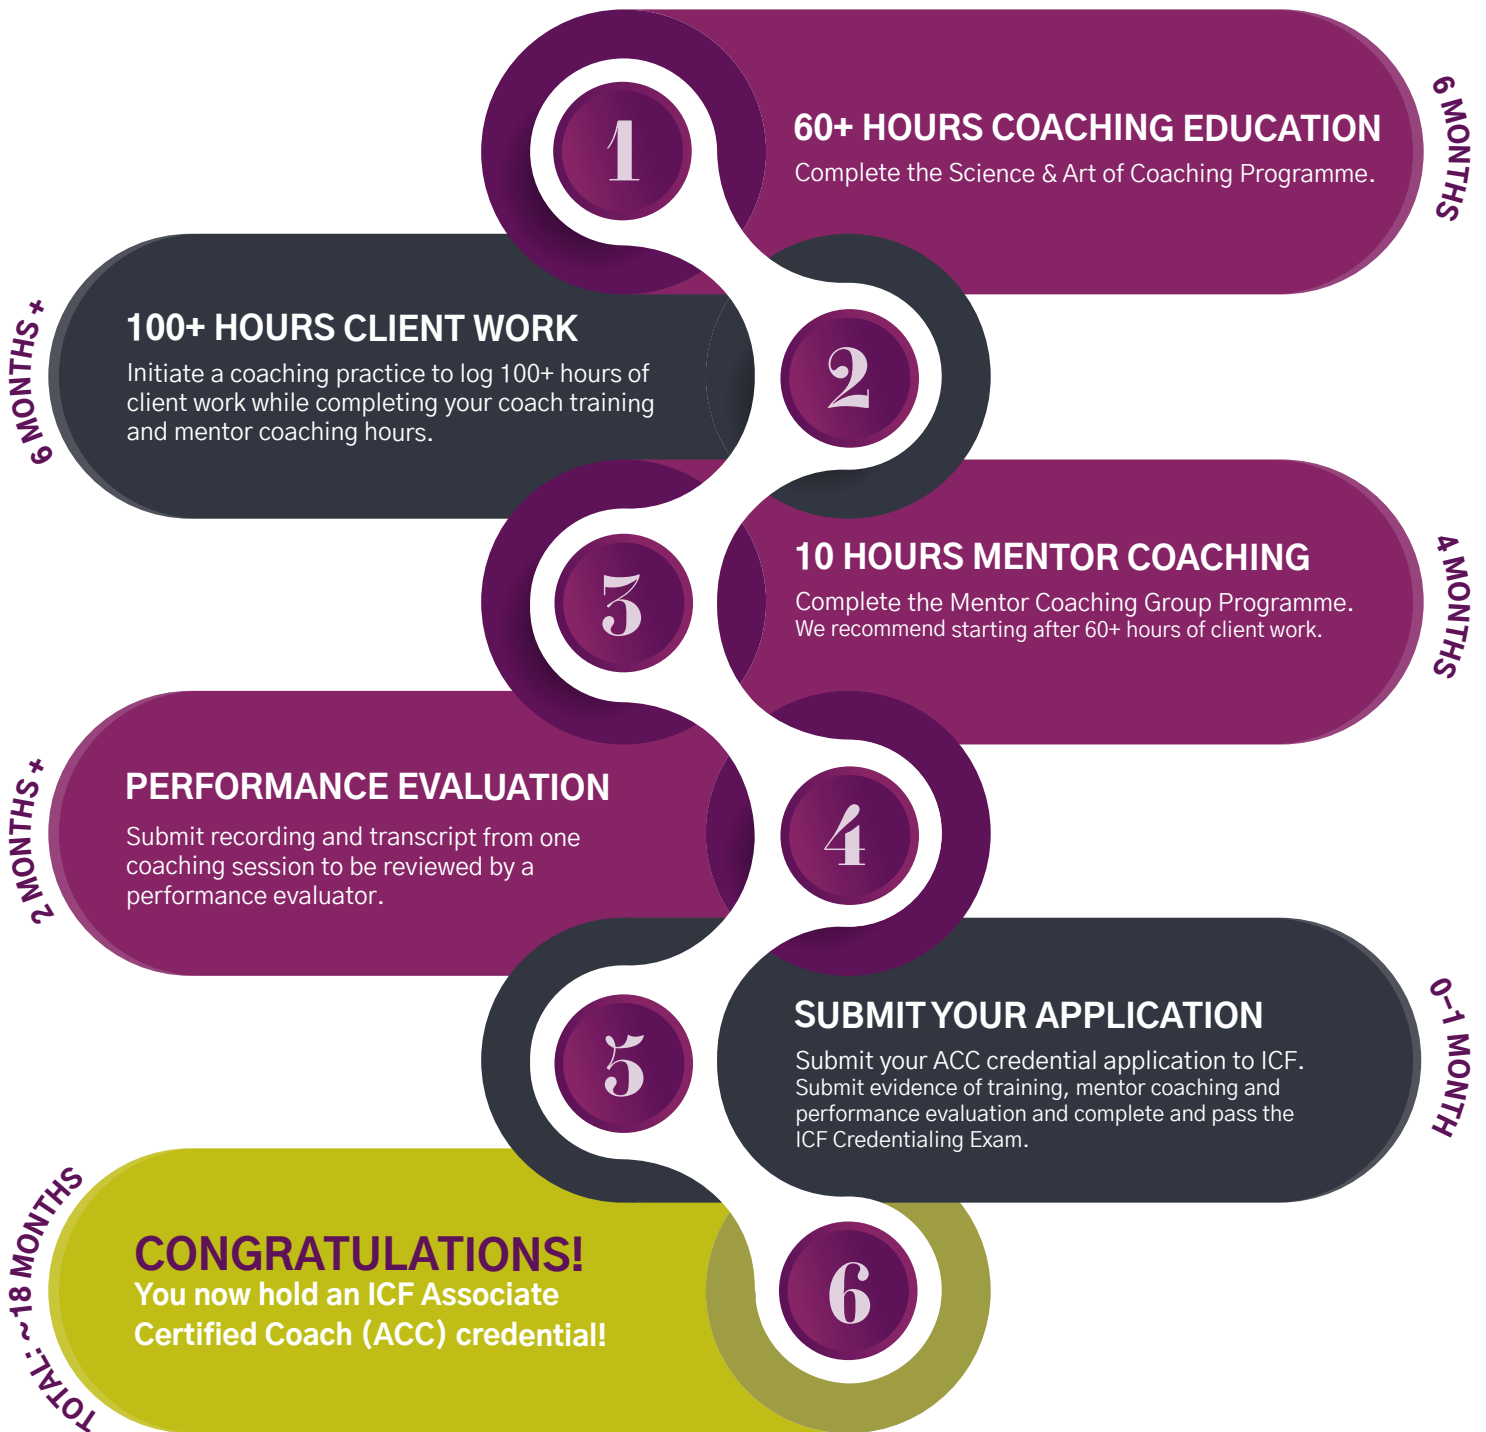 1
60+ HOURS COACHING EDUCATION
Complete the Science & Art of Coaching Programme.
6 MONTHS
2
100+ HOURS CLIENT WORK
Initiate a coaching practice to log 100+ hours of
client work while completing your coach training
and mentor coaching hours.
6 MONTHS +
3
10 HOURS MENTOR COACHING
Complete the Mentor Coaching Group Programme.
We recommend starting after 60+ hours of client work.
4 MONTHS
4
PERFORMANCE EVALUATION
Submit recording and transcript from one
coaching session to be reviewed by a
performance evaluator.
2 MONTHS +
5
SUBMIT YOUR APPLICATION
Submit your ACC credential application to ICF.
Submit evidence of training, mentor coaching and
performance evaluation and complete and pass the
ICF Credentialing Exam.
0–1 MONTH
6
CONGRATULATIONS!
You now hold an ICF Associate
Certified Coach (ACC) credential!
TOTAL: ~18 MONTHS